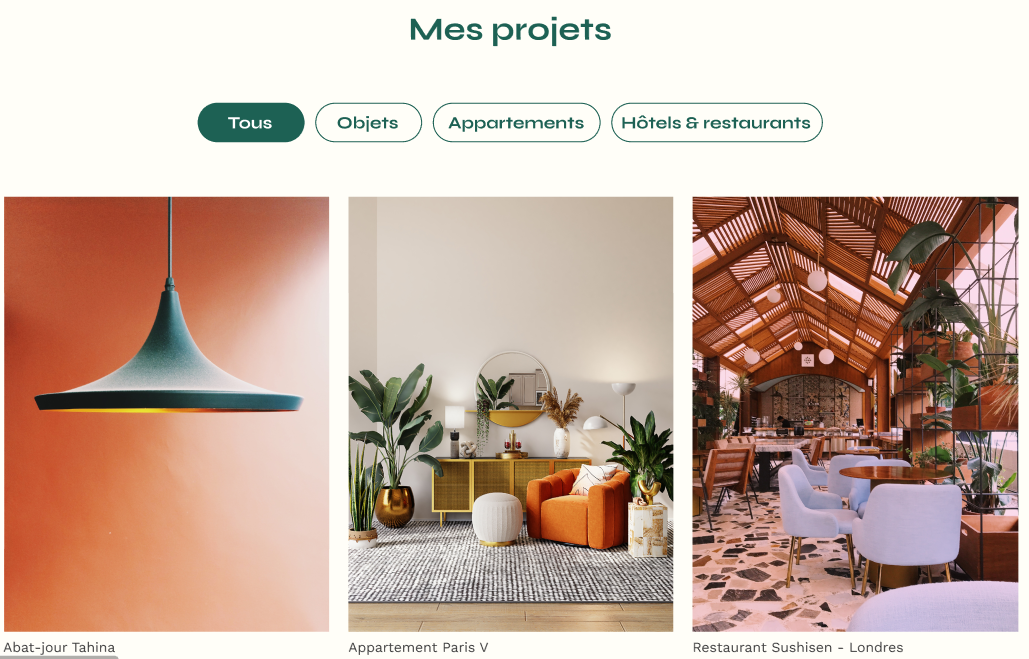 Mes projets
Tous
Objets
Appartements
Hôtels & restaurants
Abat-jour Tahina
Appartement Paris V
Restaurant Sushisen - Londres